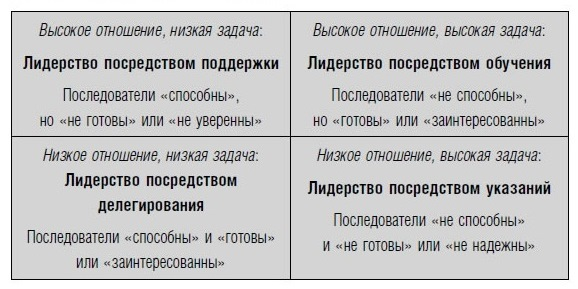 Высокое отношение, низкая задача:
Лидерство посредством поддержки
Последователи «способны»,
но «не готовы» или «не уверенны»
Высокое отношение, высокая задача:
Лидерство посредством обучения
Последователи «не способны»,
но «готовы» или «заинтересованны»
Низкое отношение, низкая задача:
Лидерство посредством
делегирования
Последователи «способны» и «готовы»
или «заинтересованны»
Низкое отношение, высокая задача:
Лидерство посредством указаний
Последователи «не способны»
и «не готовы» или «не надежны»